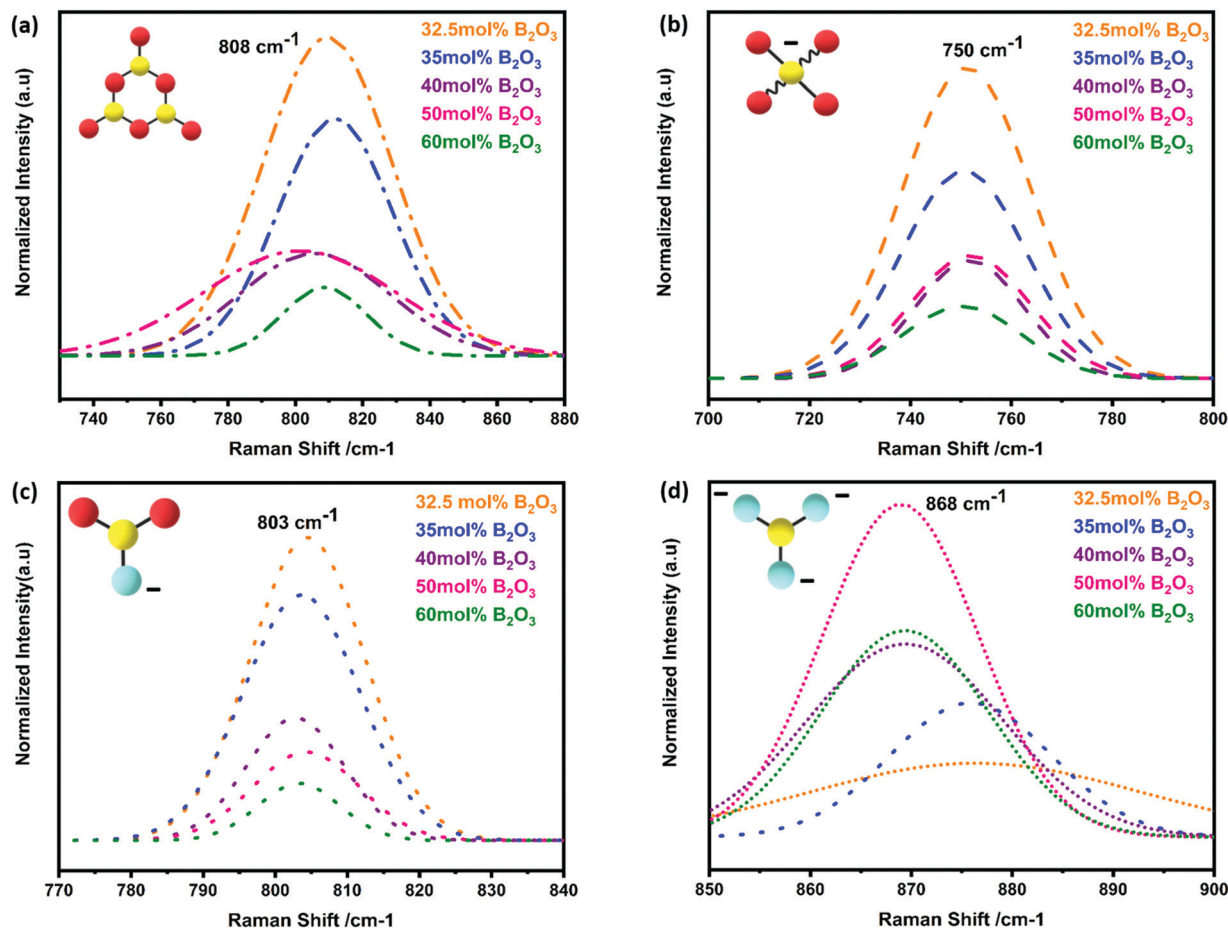 (a)
808 cm⁻¹
32.5mol% B₂O₃
35mol% B₂O₃
40mol% B₂O₃
50mol% B₂O₃
60mol% B₂O₃
Normalized Intensity (a.u)
740 760 780 800 820 840 860 880
Raman Shift /cm-1
(b)
−
750 cm⁻¹
32.5mol% B₂O₃
35mol% B₂O₃
40mol% B₂O₃
50mol% B₂O₃
60mol% B₂O₃
Normalized Intensity (a.u)
700 720 740 760 780 800
Raman Shift /cm-1
(c)
−
803 cm⁻¹
32.5 mol% B₂O₃
35mol% B₂O₃
40mol% B₂O₃
50mol% B₂O₃
60mol% B₂O₃
Normalized Intensity(a.u)
770 780 790 800 810 820 830 840
Raman Shift /cm-1
(d)
− −
−
868 cm⁻¹
32.5mol% B₂O₃
35mol% B₂O₃
40mol% B₂O₃
50mol% B₂O₃
60mol% B₂O₃
Normalized Intensity (a.u)
850 860 870 880 890 900
Raman Shift /cm-1